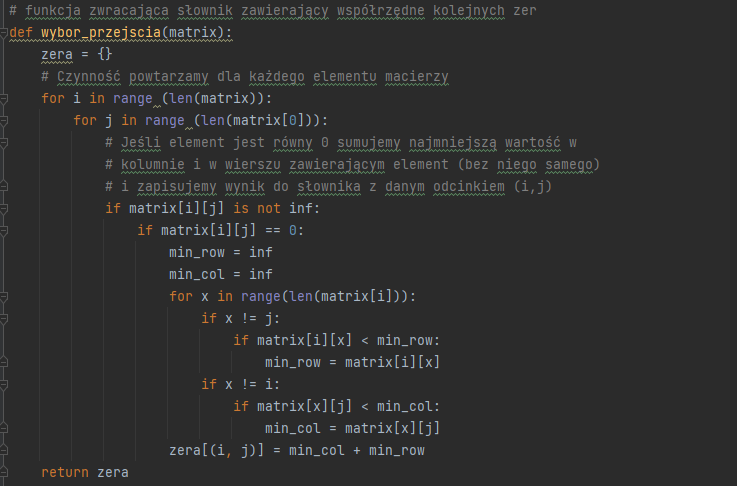 # funkcja zwracająca słownik zawierający współrzędne kolejnych zer
def wybor_przejscia(matrix):
    zera = {}
    # Czynność powtarzamy dla każdego elementu macierzy
    for i in range (len(matrix)):
        for j in range (len(matrix[0])):
            # Jeśli element jest równy 0 sumujemy najmniejszą wartość w
            # kolumnie i w wierszu zawierającym element (bez niego samego)
            # i zapisujemy wynik do słownika z danym odcinkiem (i,j)
            if matrix[i][j] is not inf:
                if matrix[i][j] == 0:
                    min_row = inf
                    min_col = inf
                    for x in range(len(matrix[i])):
                        if x != j:
                            if matrix[i][x] < min_row:
                                min_row = matrix[i][x]
                        if x != i:
                            if matrix[x][j] < min_col:
                                min_col = matrix[x][j]
                    zera[(i, j)] = min_col + min_row
    return zera